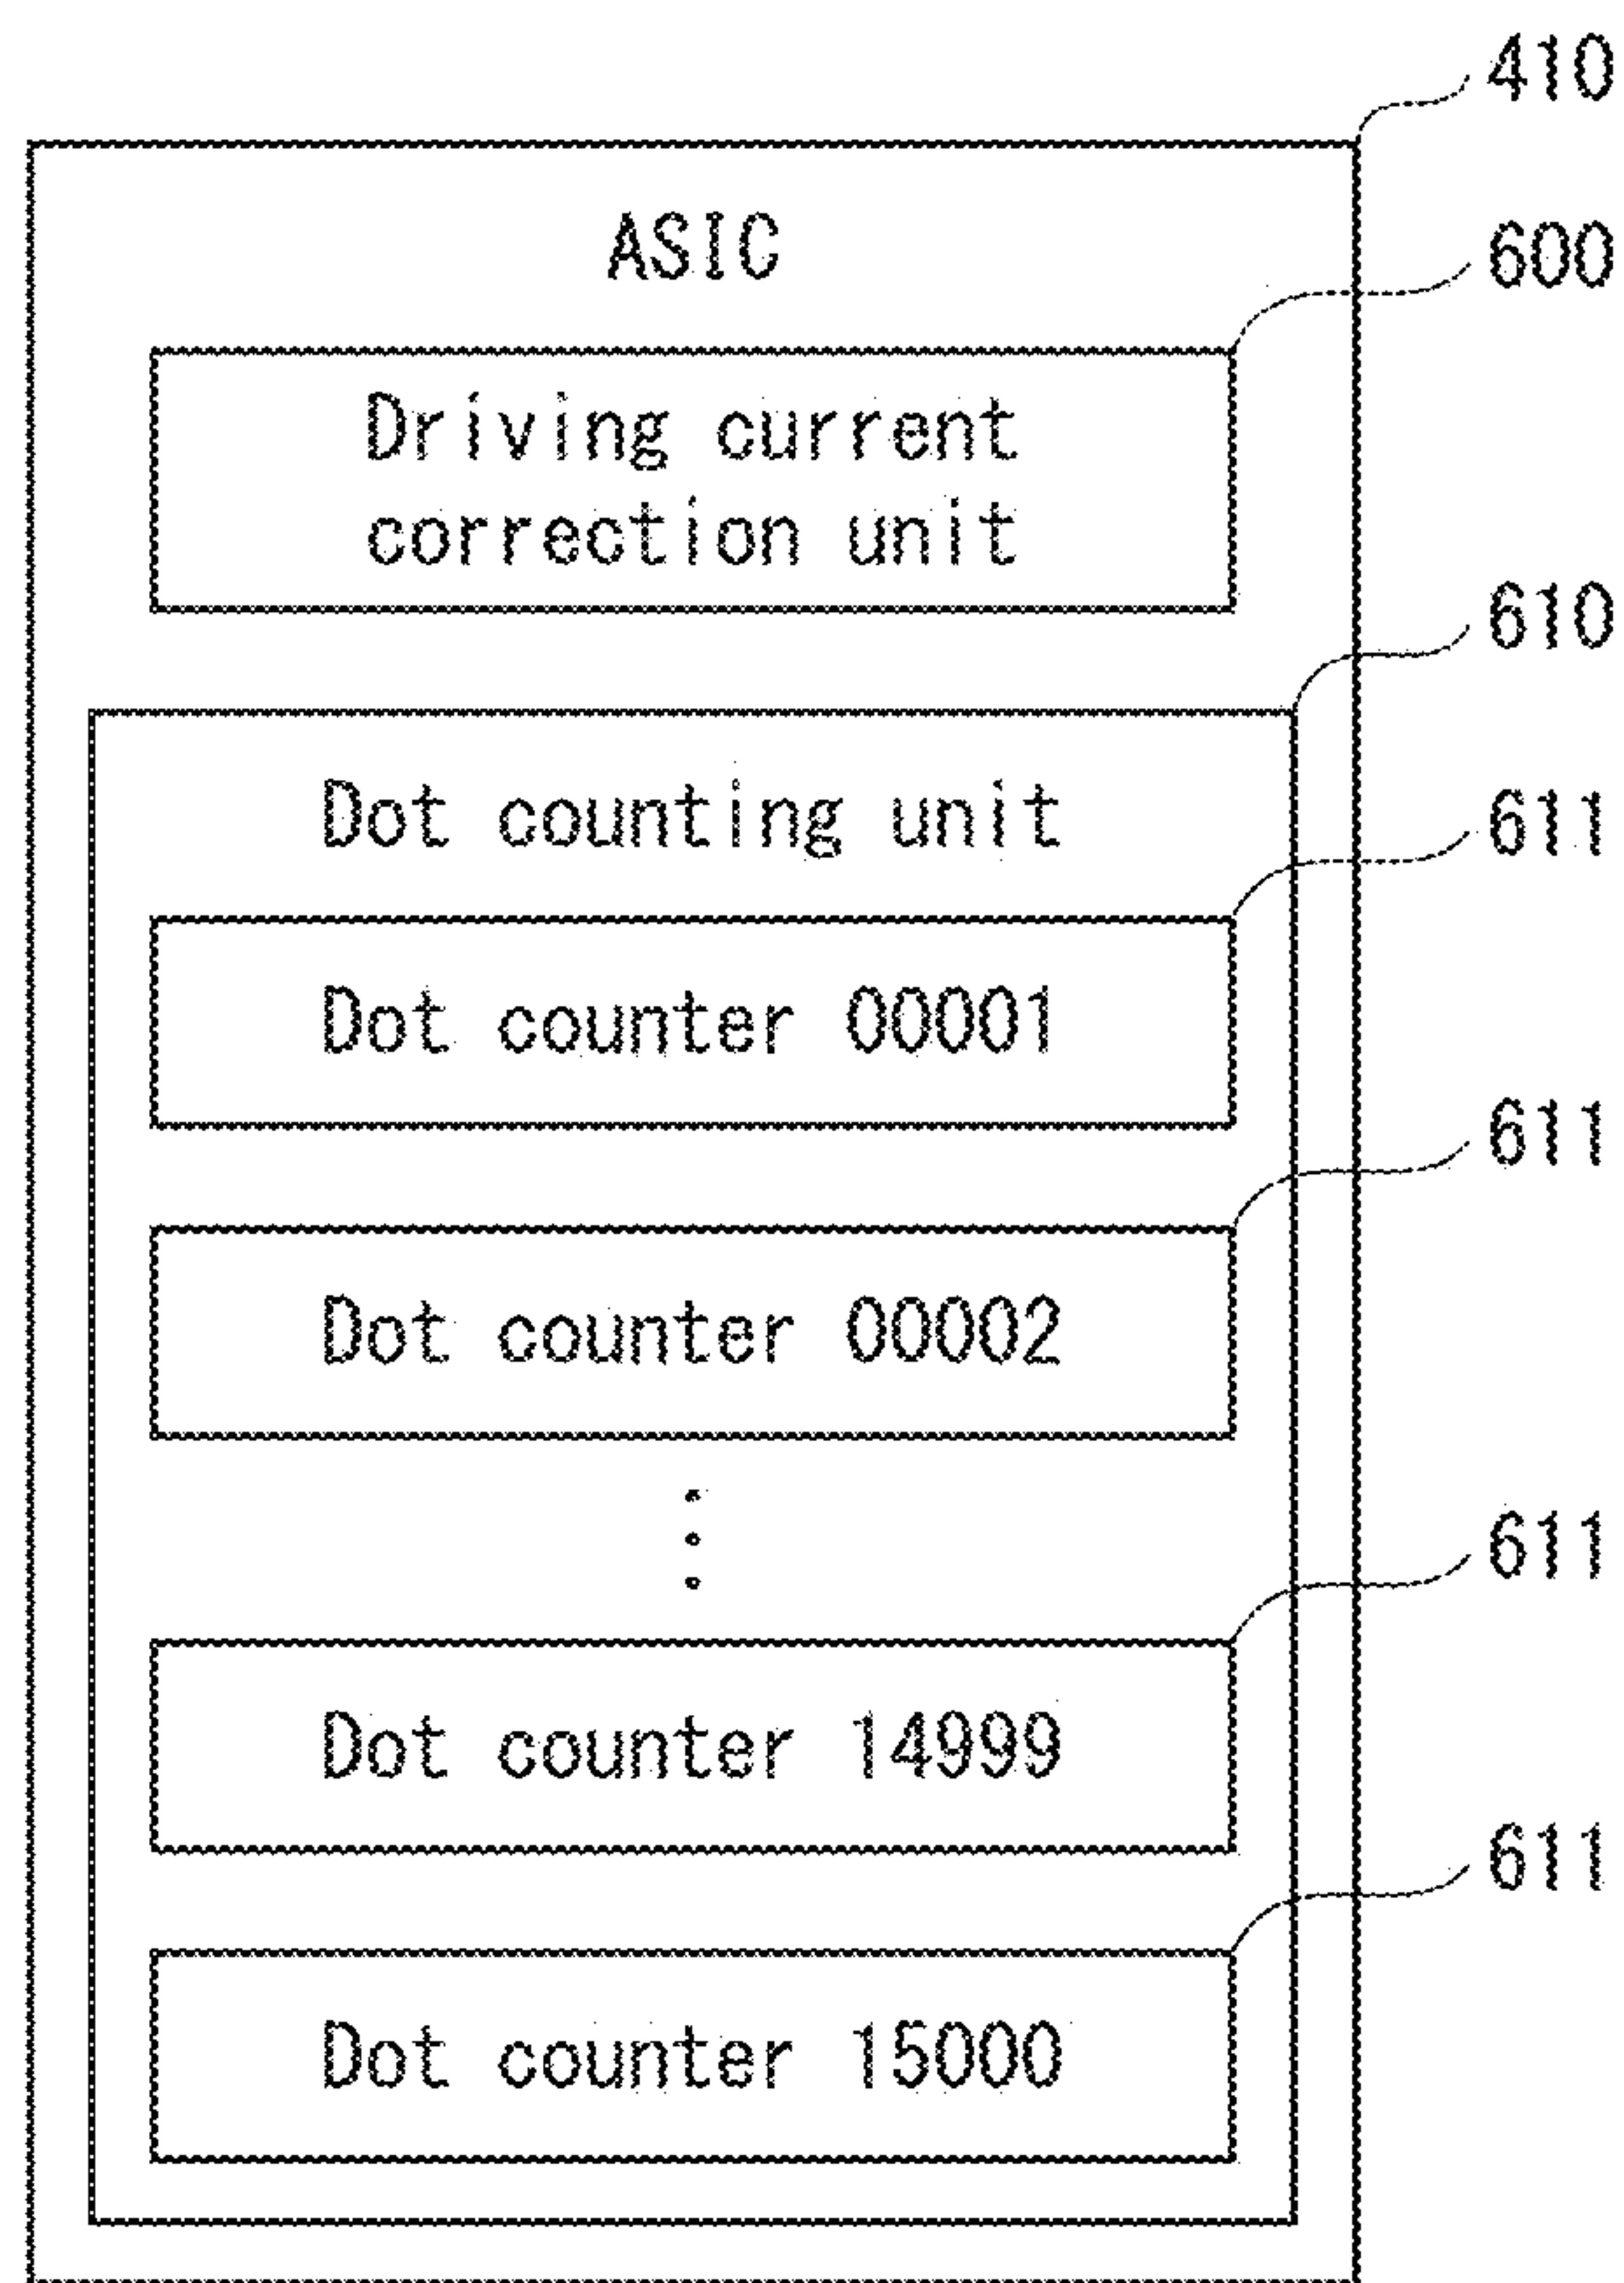 410
ASIC
600
Driving current
correction unit
610
Dot counting unit
611
Dot counter 00001
611
Dot counter 00002
611
Dot counter 14999
611
Dot counter 15000